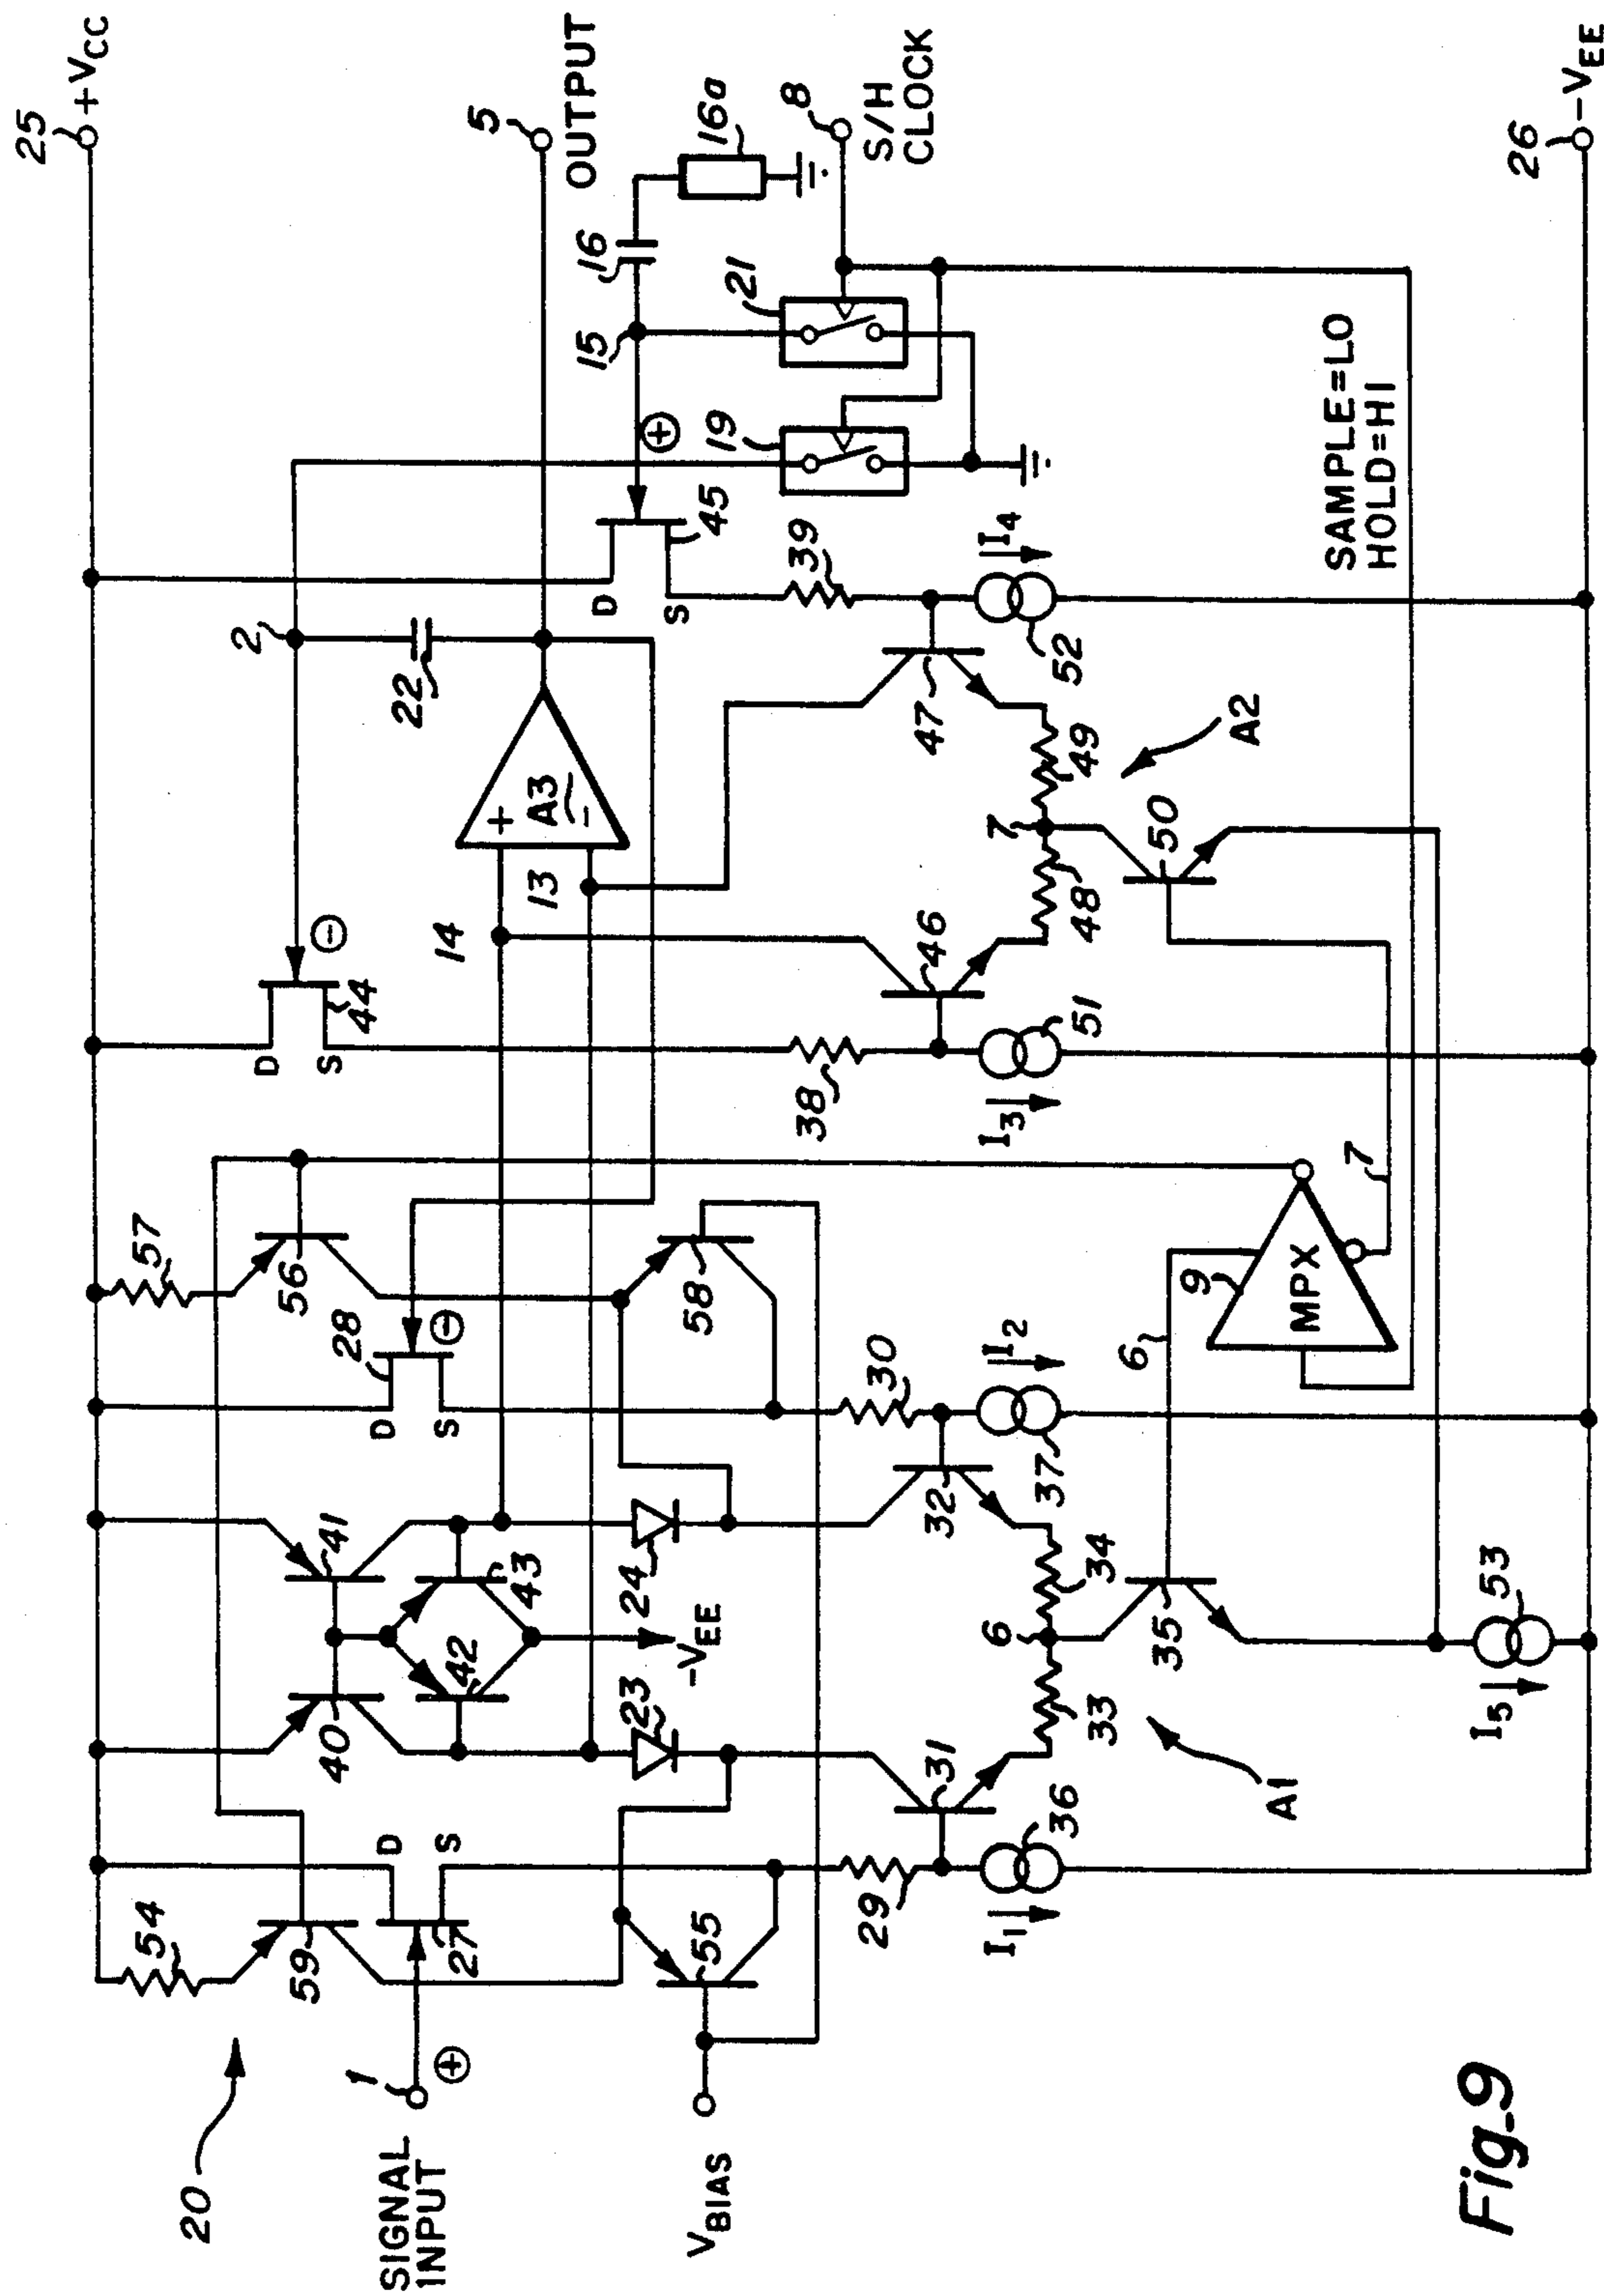 20
SIGNAL
INPUT
1
+
V BIAS
54
59
27
D
S
55
29
I1
36
40
41
42
43
-VEE
23
24
31
33
6
34
32
A1
35
I5
53
57
56
28
D
S
-
58
30
I2
37
6
9
MPX
7
44
D
S
-
38
I3
51
14
13
+
A3
-
46
48
7
49
47
50
A2
2
22
D
S
45
+
39
I4
52
15
16
16a
19
21
25
+VCC
5
OUTPUT
8
S/H
CLOCK
SAMPLE=LO
HOLD=HI
26
-VEE
Fig_9